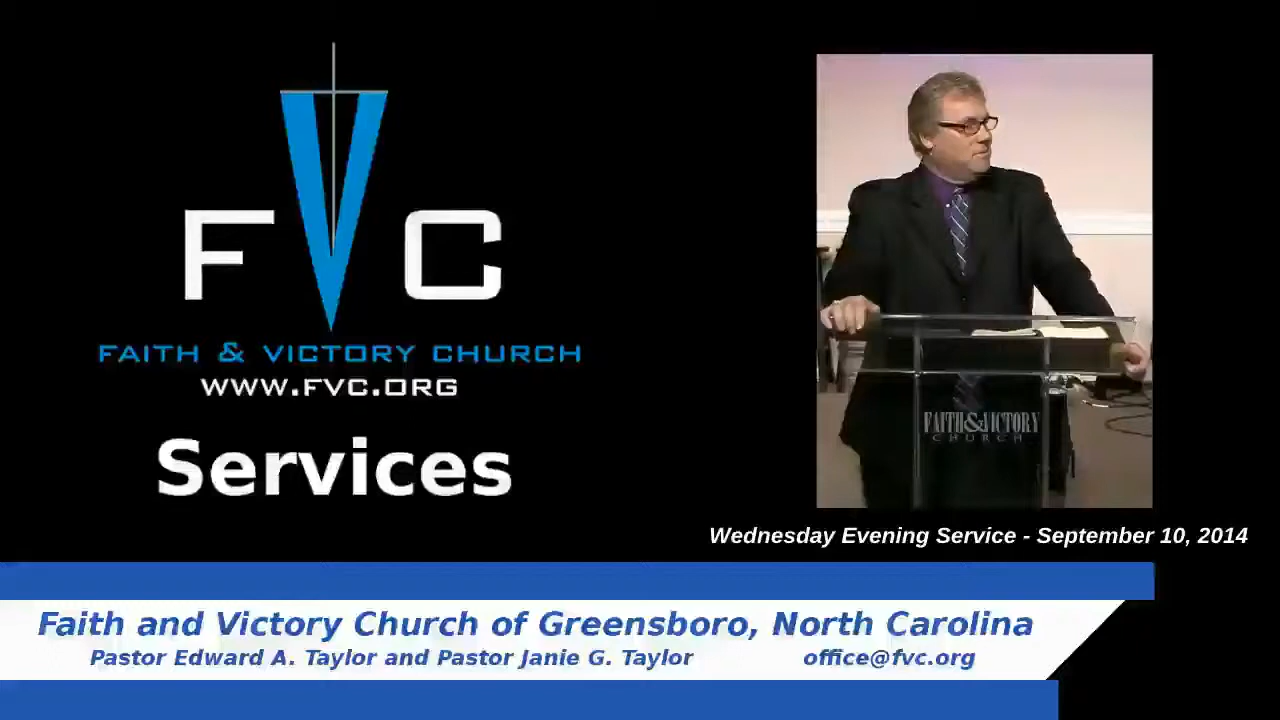 FVC
FAITH & VICTORY CHURCH
WWW.FVC.ORG
Services
FAITH&VICTORY
CHURCH
Wednesday Evening Service - September 10, 2014
Faith and Victory Church of Greensboro, North Carolina
Pastor Edward A. Taylor and Pastor Janie G. Taylor office@fvc.org